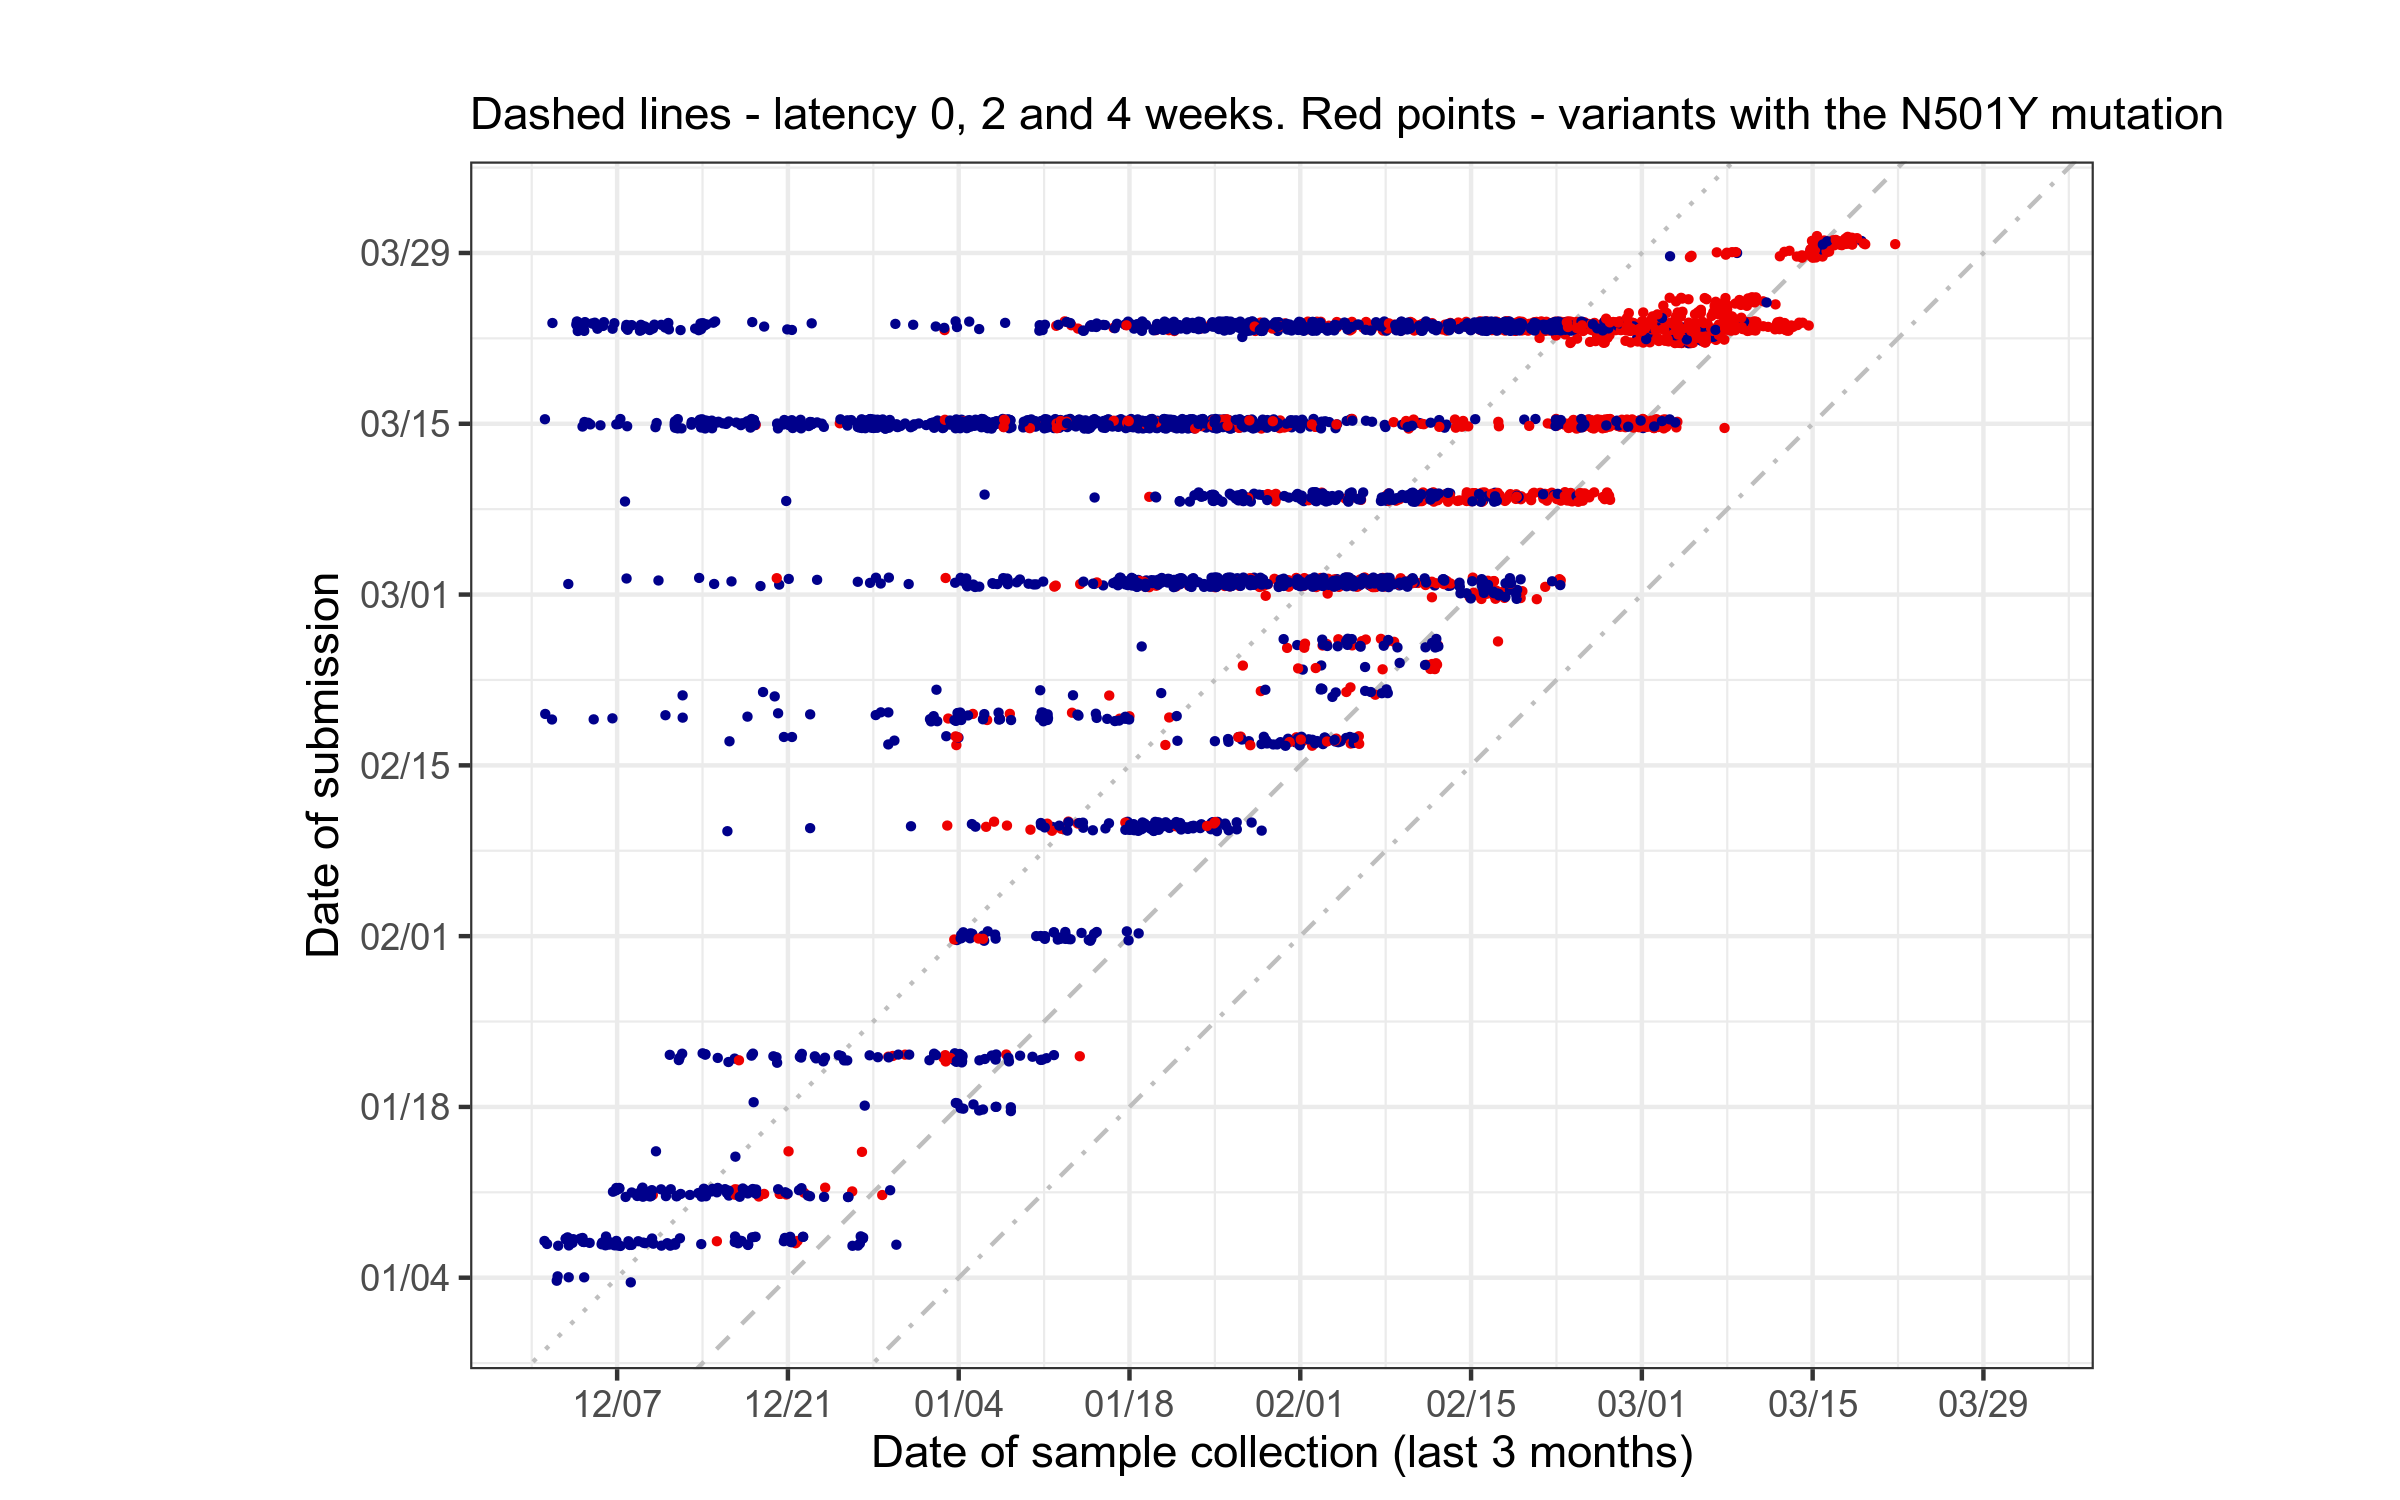 Dashed lines - latency 0, 2 and 4 weeks. Red points - variants with the N501Y mutation
Date of submission
03/29
03/15
03/01
02/15
02/01
01/18
01/04
12/07 12/21 01/04 01/18 02/01 02/15 03/01 03/15 03/29
Date of sample collection (last 3 months)